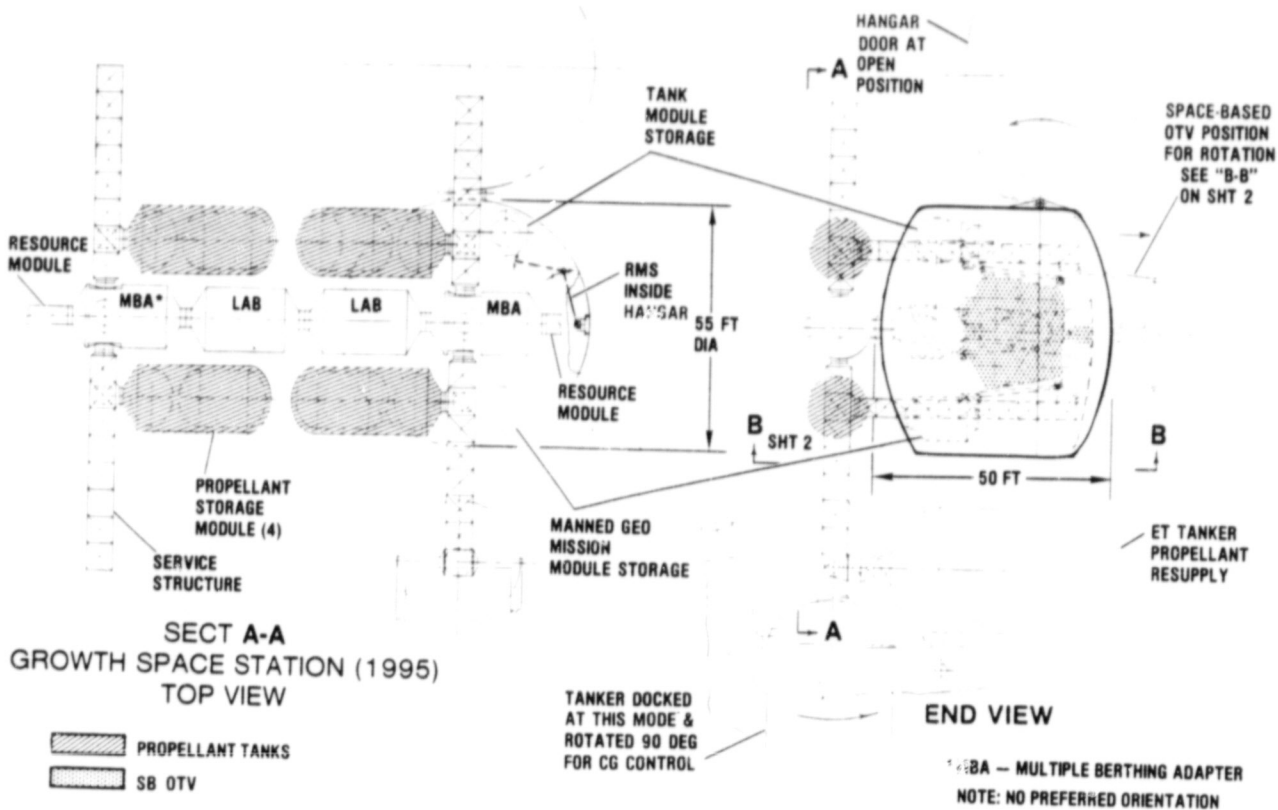 HANGAR
DOOR AT
OPEN
POSITION
A
TANK
MODULE
STORAGE
SPACE-BASED
OTV POSITION
FOR ROTATION
SEE "B-B"
ON SHT 2
RESOURCE
MODULE
MBA*
LAB
LAB
MBA
RMS
INSIDE
HANGAR
55 FT
DIA
RESOURCE
MODULE
B
SHT 2
B
50 FT
PROPELLANT
STORAGE
MODULE (4)
SERVICE
STRUCTURE
MANNED GEO
MISSION
MODULE STORAGE
ET TANKER
PROPELLANT
RESUPPLY
A
SECT A-A
GROWTH SPACE STATION (1995)
TOP VIEW
PROPELLANT TANKS
SB OTV
TANKER DOCKED
AT THIS MODE &
ROTATED 90 DEG
FOR CG CONTROL
END VIEW
*MBA — MULTIPLE BERTHING ADAPTER
NOTE: NO PREFERRED ORIENTATION